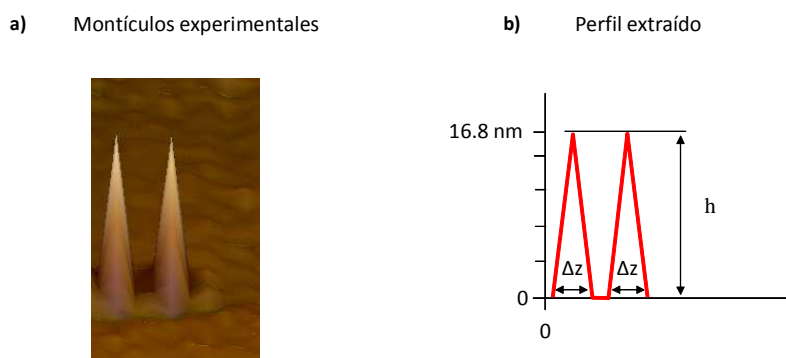 a) Montículos experimentales
b) Perfil extraído
16.8 nm
h
Δz Δz
0
0